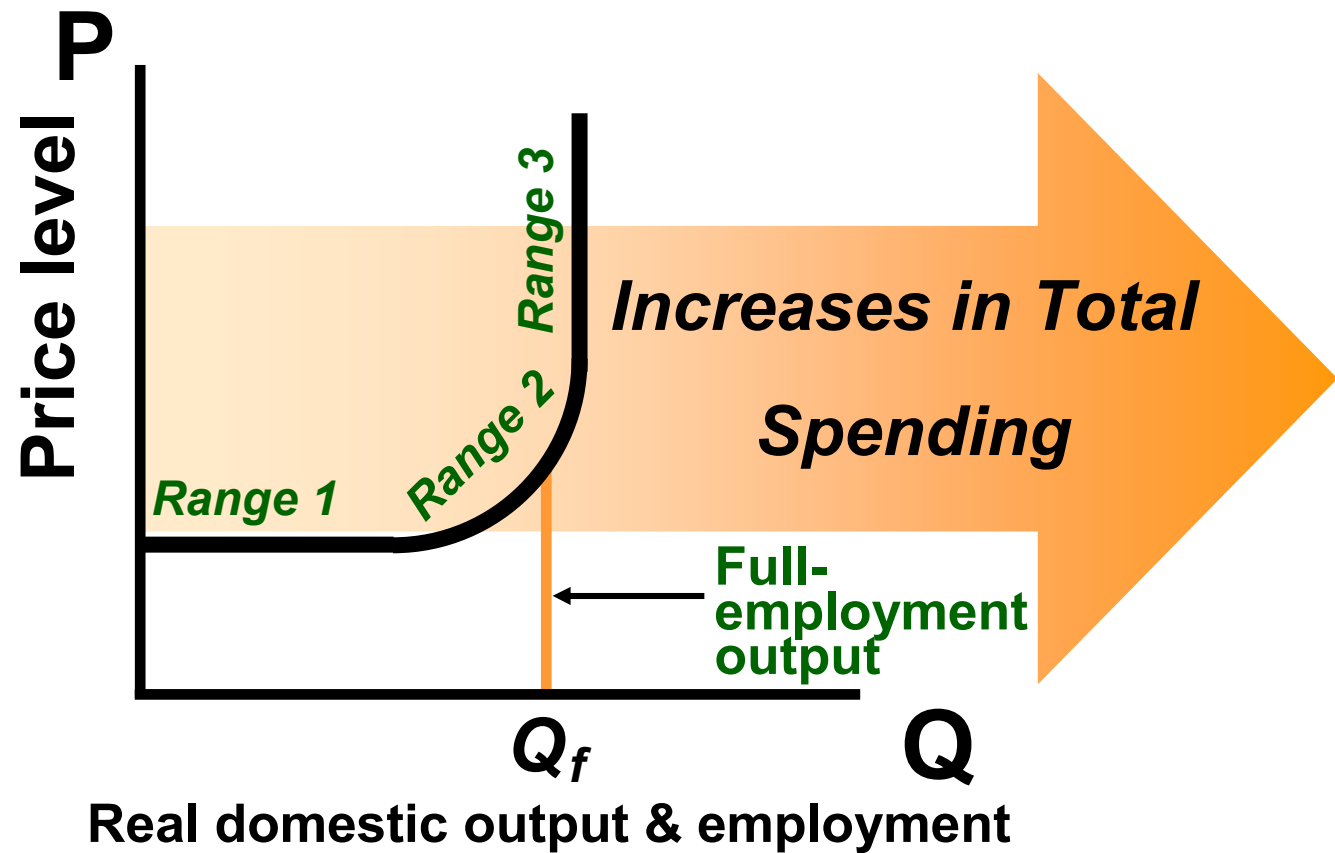 P
Price level
Range 1
Range 2
Range 3
Increases in Total
Spending
Full-
employment
output
Qf
Q
Real domestic output & employment